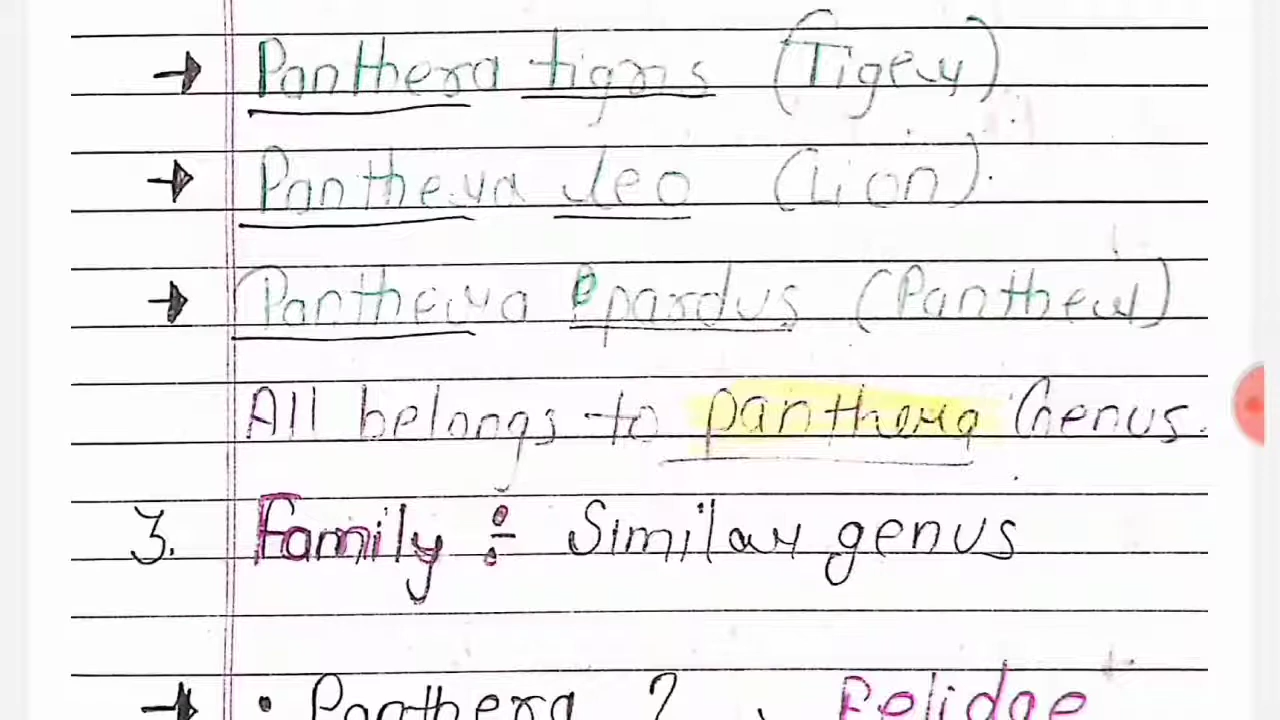 → Panthera tigris (Tiger)
→ Panthera leo (Lion).
→ Panthera pardus (Panther)
All belongs to panthera Genus.
3. Family ÷ Similar genus
→ • Panthera } Felidae